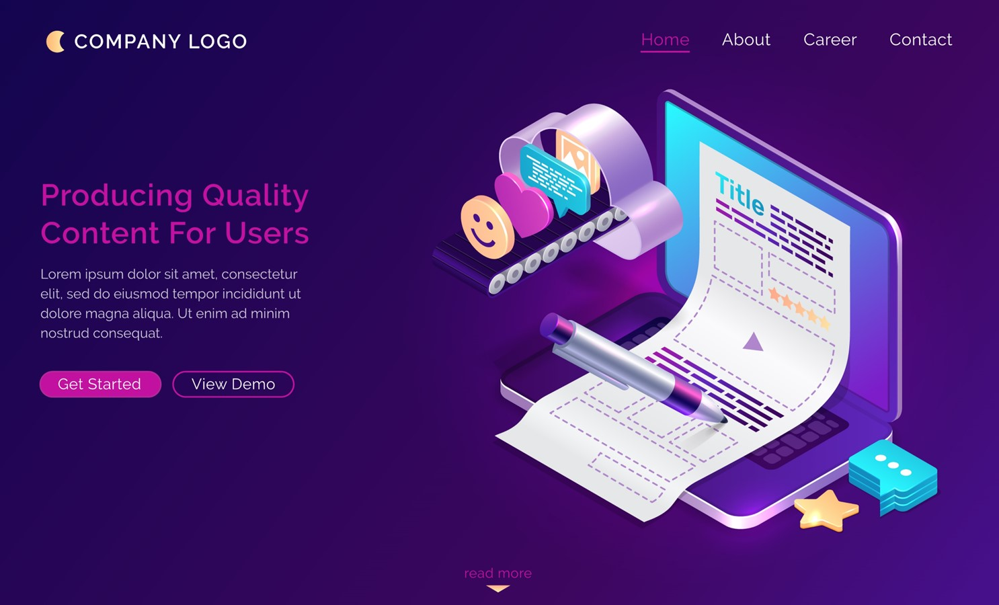 COMPANY LOGO
Home About Career Contact
Title
Producing Quality
Content For Users
Lorem ipsum dolor sit amet, consectetur
elit, sed do eiusmod tempor incididunt ut
dolore magna aliqua. Ut enim ad minim
nostrud consequat.
Get Started View Demo
read more